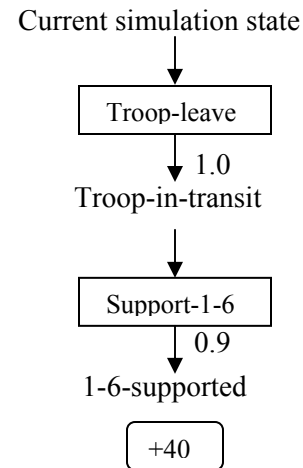 Current simulation state
Troop-leave
1.0
Troop-in-transit
Support-1-6
0.9
1-6-supported
+40